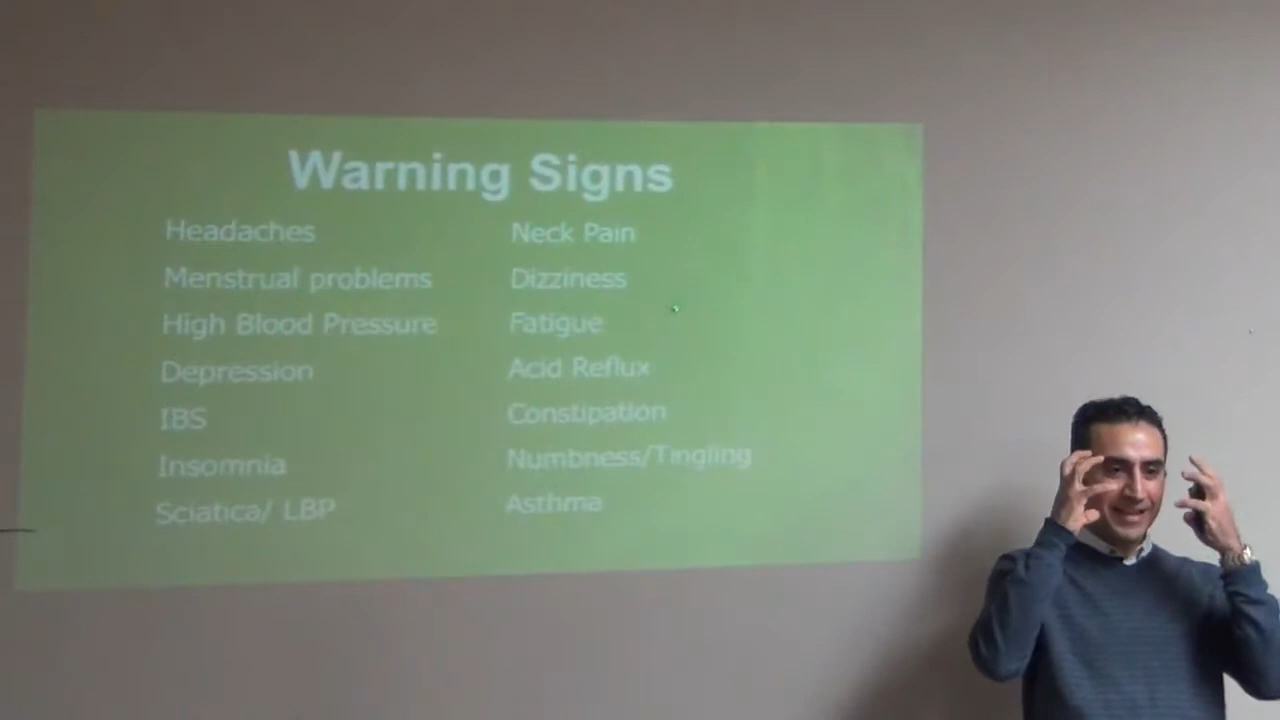 Warning Signs
Headaches
Menstrual problems
High Blood Pressure
Depression
IBS
Insomnia
Sciatica/ LBP
Neck Pain
Dizziness
Fatigue
Acid Reflux
Constipation
Numbness/Tingling
Asthma